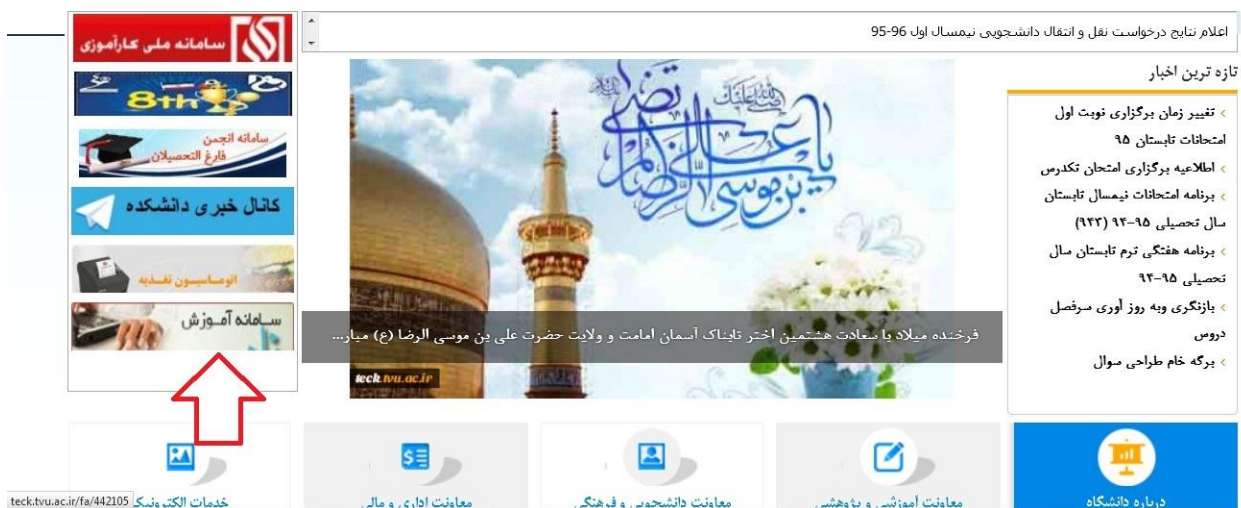 اعلام نتایج درخواست نقل و انتقال دانشجویی نیمسال اول 96-95
تازه ترین اخبار
تغییر زمان برگزاری نوبت اول
امتحانات تابستان ۹۵
اطلاعیه برگزاری امتحان تکدرس
برنامه امتحانات نیمسال تابستان
سال تحصیلی ۹۵-۹۴ (۹۴۳)
برنامه هفتگی ترم تابستان سال
تحصیلی ۹۵-۹۴
بازنگری وبه روز آوری سرفصل
دروس
برگه خام طراحی سوال
یا علی بن موسی الرضا المرتضی
فرخنده میلاد با سعادت هشتمین اختر تابناک آسمان امامت و ولایت حضرت علی بن موسی الرضا (ع) مبار...
teck.tvu.ac.ir
سامانه ملی کارآموزی
8th
سامانه انجمن
فارغ التحصیلان
کانال خبری دانشکده
اتوماسیون تغذیه
سامانه آموزش
درباره دانشگاه
معاونت آموزشی و پژوهشی
معاونت دانشجویی و فرهنگی
معاونت اداری و مالی
خدمات الکترونیک
teck.tvu.ac.ir/fa/442105